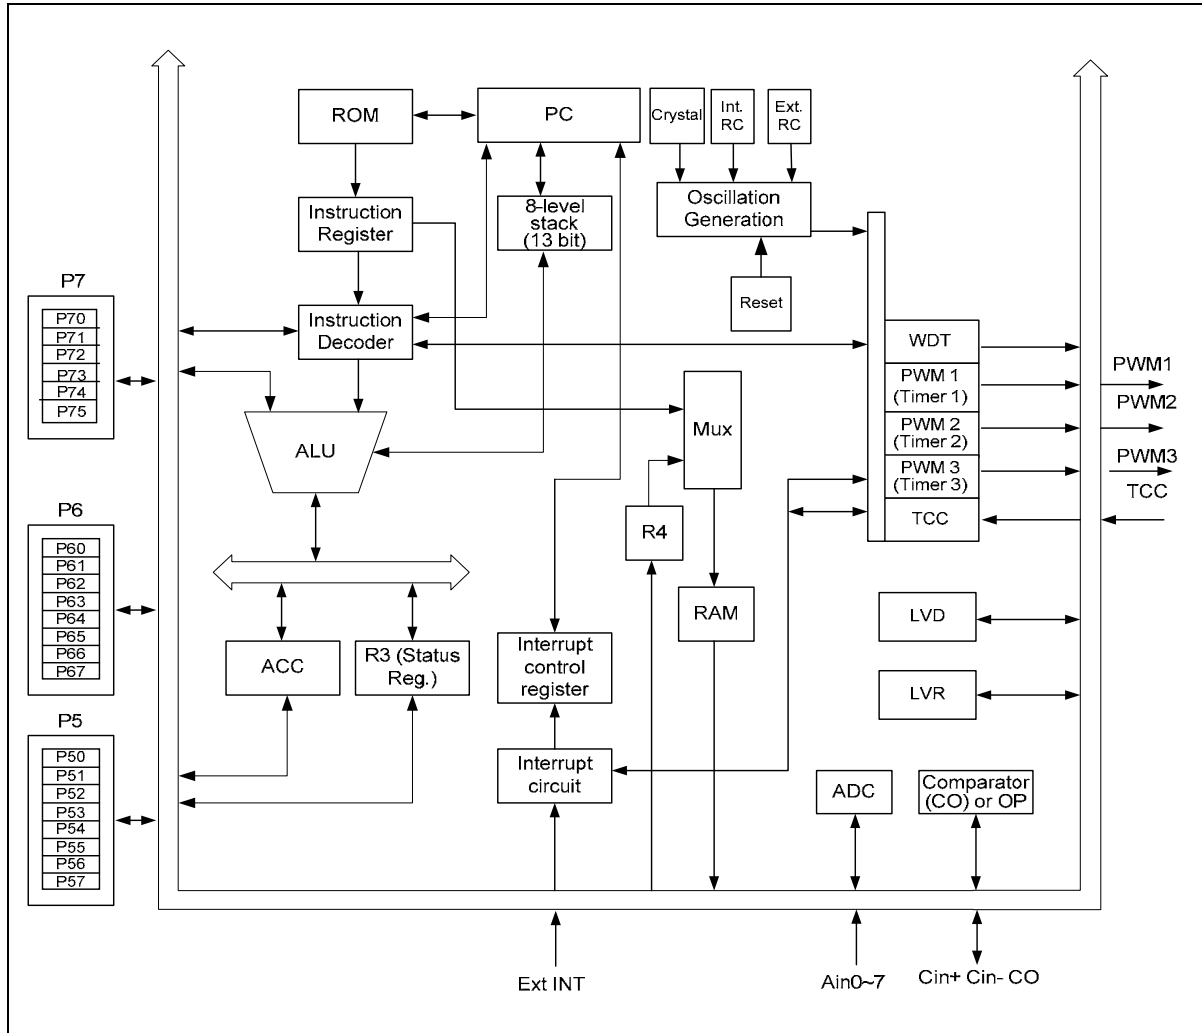 ROM
PC
Crystal
Int.
RC
Ext.
RC
Instruction
Register
8-level
stack
(13 bit)
Oscillation
Generation
Reset
P7
P70
P71
P72
P73
P74
P75
Instruction
Decoder
WDT
PWM 1
(Timer 1)
PWM 2
(Timer 2)
PWM 3
(Timer 3)
TCC
PWM1
PWM2
PWM3
TCC
ALU
Mux
R4
RAM
P6
P60
P61
P62
P63
P64
P65
P66
P67
ACC
R3 (Status
Reg.)
Interrupt
control
register
LVD
LVR
P5
P50
P51
P52
P53
P54
P55
P56
P57
Interrupt
circuit
ADC
Comparator
(CO) or OP
Ext INT
Ain0~7
Cin+ Cin- CO